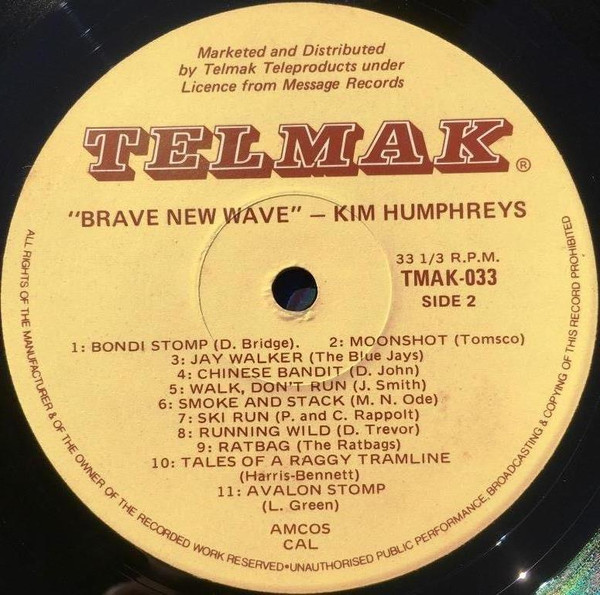 Marketed and Distributed
by Telmak Teleproducts under
Licence from Message Records
TELMAK®
"BRAVE NEW WAVE" – KIM HUMPHREYS
33 1/3 R.P.M.
TMAK-033
SIDE 2
1: BONDI STOMP (D. Bridge). 2: MOONSHOT (Tomsco)
3: JAY WALKER (The Blue Jays)
4: CHINESE BANDIT (D. John)
5: WALK, DON'T RUN (J. Smith)
6: SMOKE AND STACK (M. N. Ode)
7: SKI RUN (P. and C. Rappolt)
8: RUNNING WILD (D. Trevor)
9: RATBAG (The Ratbags)
10: TALES OF A RAGGY TRAMLINE
(Harris-Bennett)
11: AVALON STOMP
(L. Green)
AMCOS
CAL
ALL RIGHTS OF THE MANUFACTURER & OF THE OWNER OF THE RECORDED WORK RESERVED•UNAUTHORISED PUBLIC PERFORMANCE, BROADCASTING & COPYING OF THIS RECORD PROHIBITED